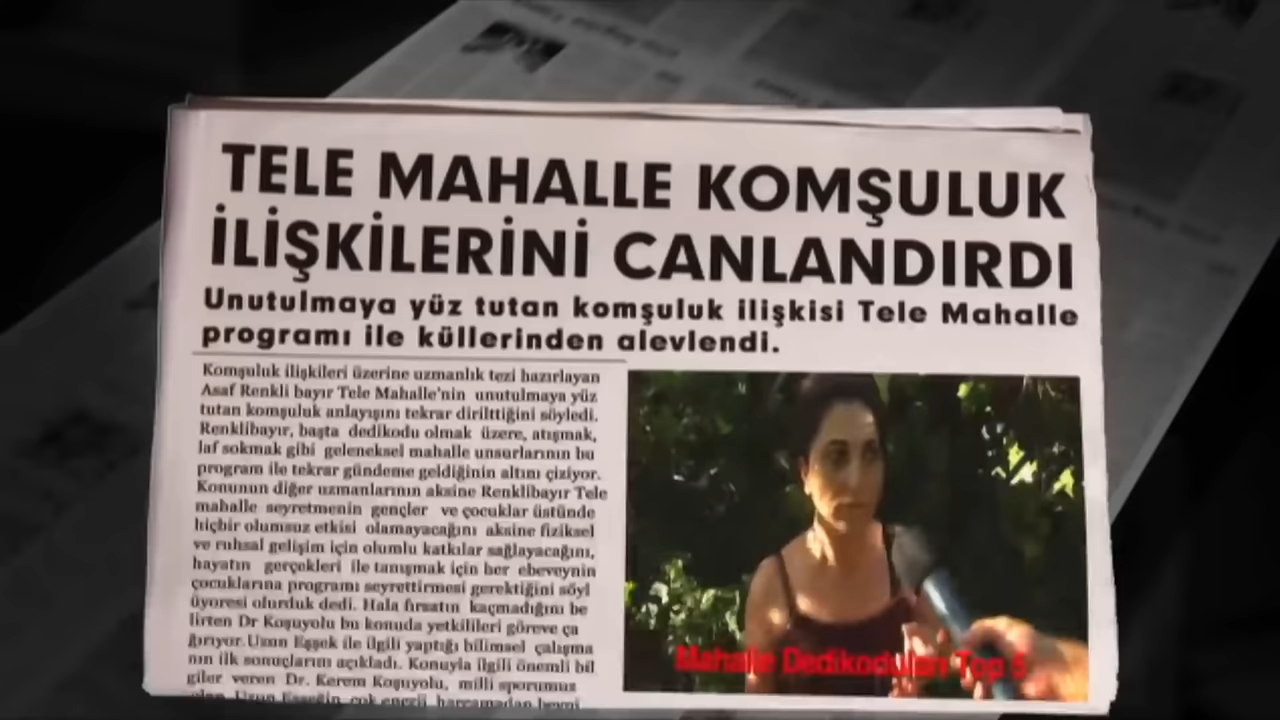 TELE MAHALLE KOMŞULUK
İLİŞKİLERİNİ CANLANDIRDI
Unutulmaya yüz tutan komşuluk ilişkisi Tele Mahalle
programı ile küllerinden alevlendi.
Komşuluk ilişkileri üzerine uzmanlık tezi hazırlayan
Asaf Renkli bayır Tele Mahalle'nin unutulmaya yüz
tutan komşuluk anlayışını tekrar dirilttiğini söyledi.
Renklibayır, başta dedikodu olmak üzere, atışmak,
laf sokmak gibi geleneksel mahalle unsurlarının bu
program ile tekrar gündeme geldiğinin altını çiziyor.
Konunun diğer uzmanlarının aksine Renklibayır Tele
mahalle seyretmenin gençler ve çocuklar üstünde
hiçbir olumsuz etkisi olamayacağını aksine fiziksel
ve ruhsal gelişim için olumlu katkılar sağlayacağını,
hayatın gerçekleri ile tanışmak için her ebeveynin
çocuklarına programı seyrettirmesi gerektiğini söyl
üyoresi olurduk dedi. Hala fırsatın kaçmadığını be
lirten Dr Koşuyolu bu konuda yetkilileri göreve ça
ğırıyor. Uzun Eşşek ile ilgili yaptığı bilimsel çalışma
nın ilk sonuçlarını açıkladı. Konuyla ilgili önemli bil
giler veren Dr. Kerem Koşuyolu, milli sporumuz
olan Uzun Eşşeğin çok enerji harcamadan
Mahalle Dedikoduları Top 5